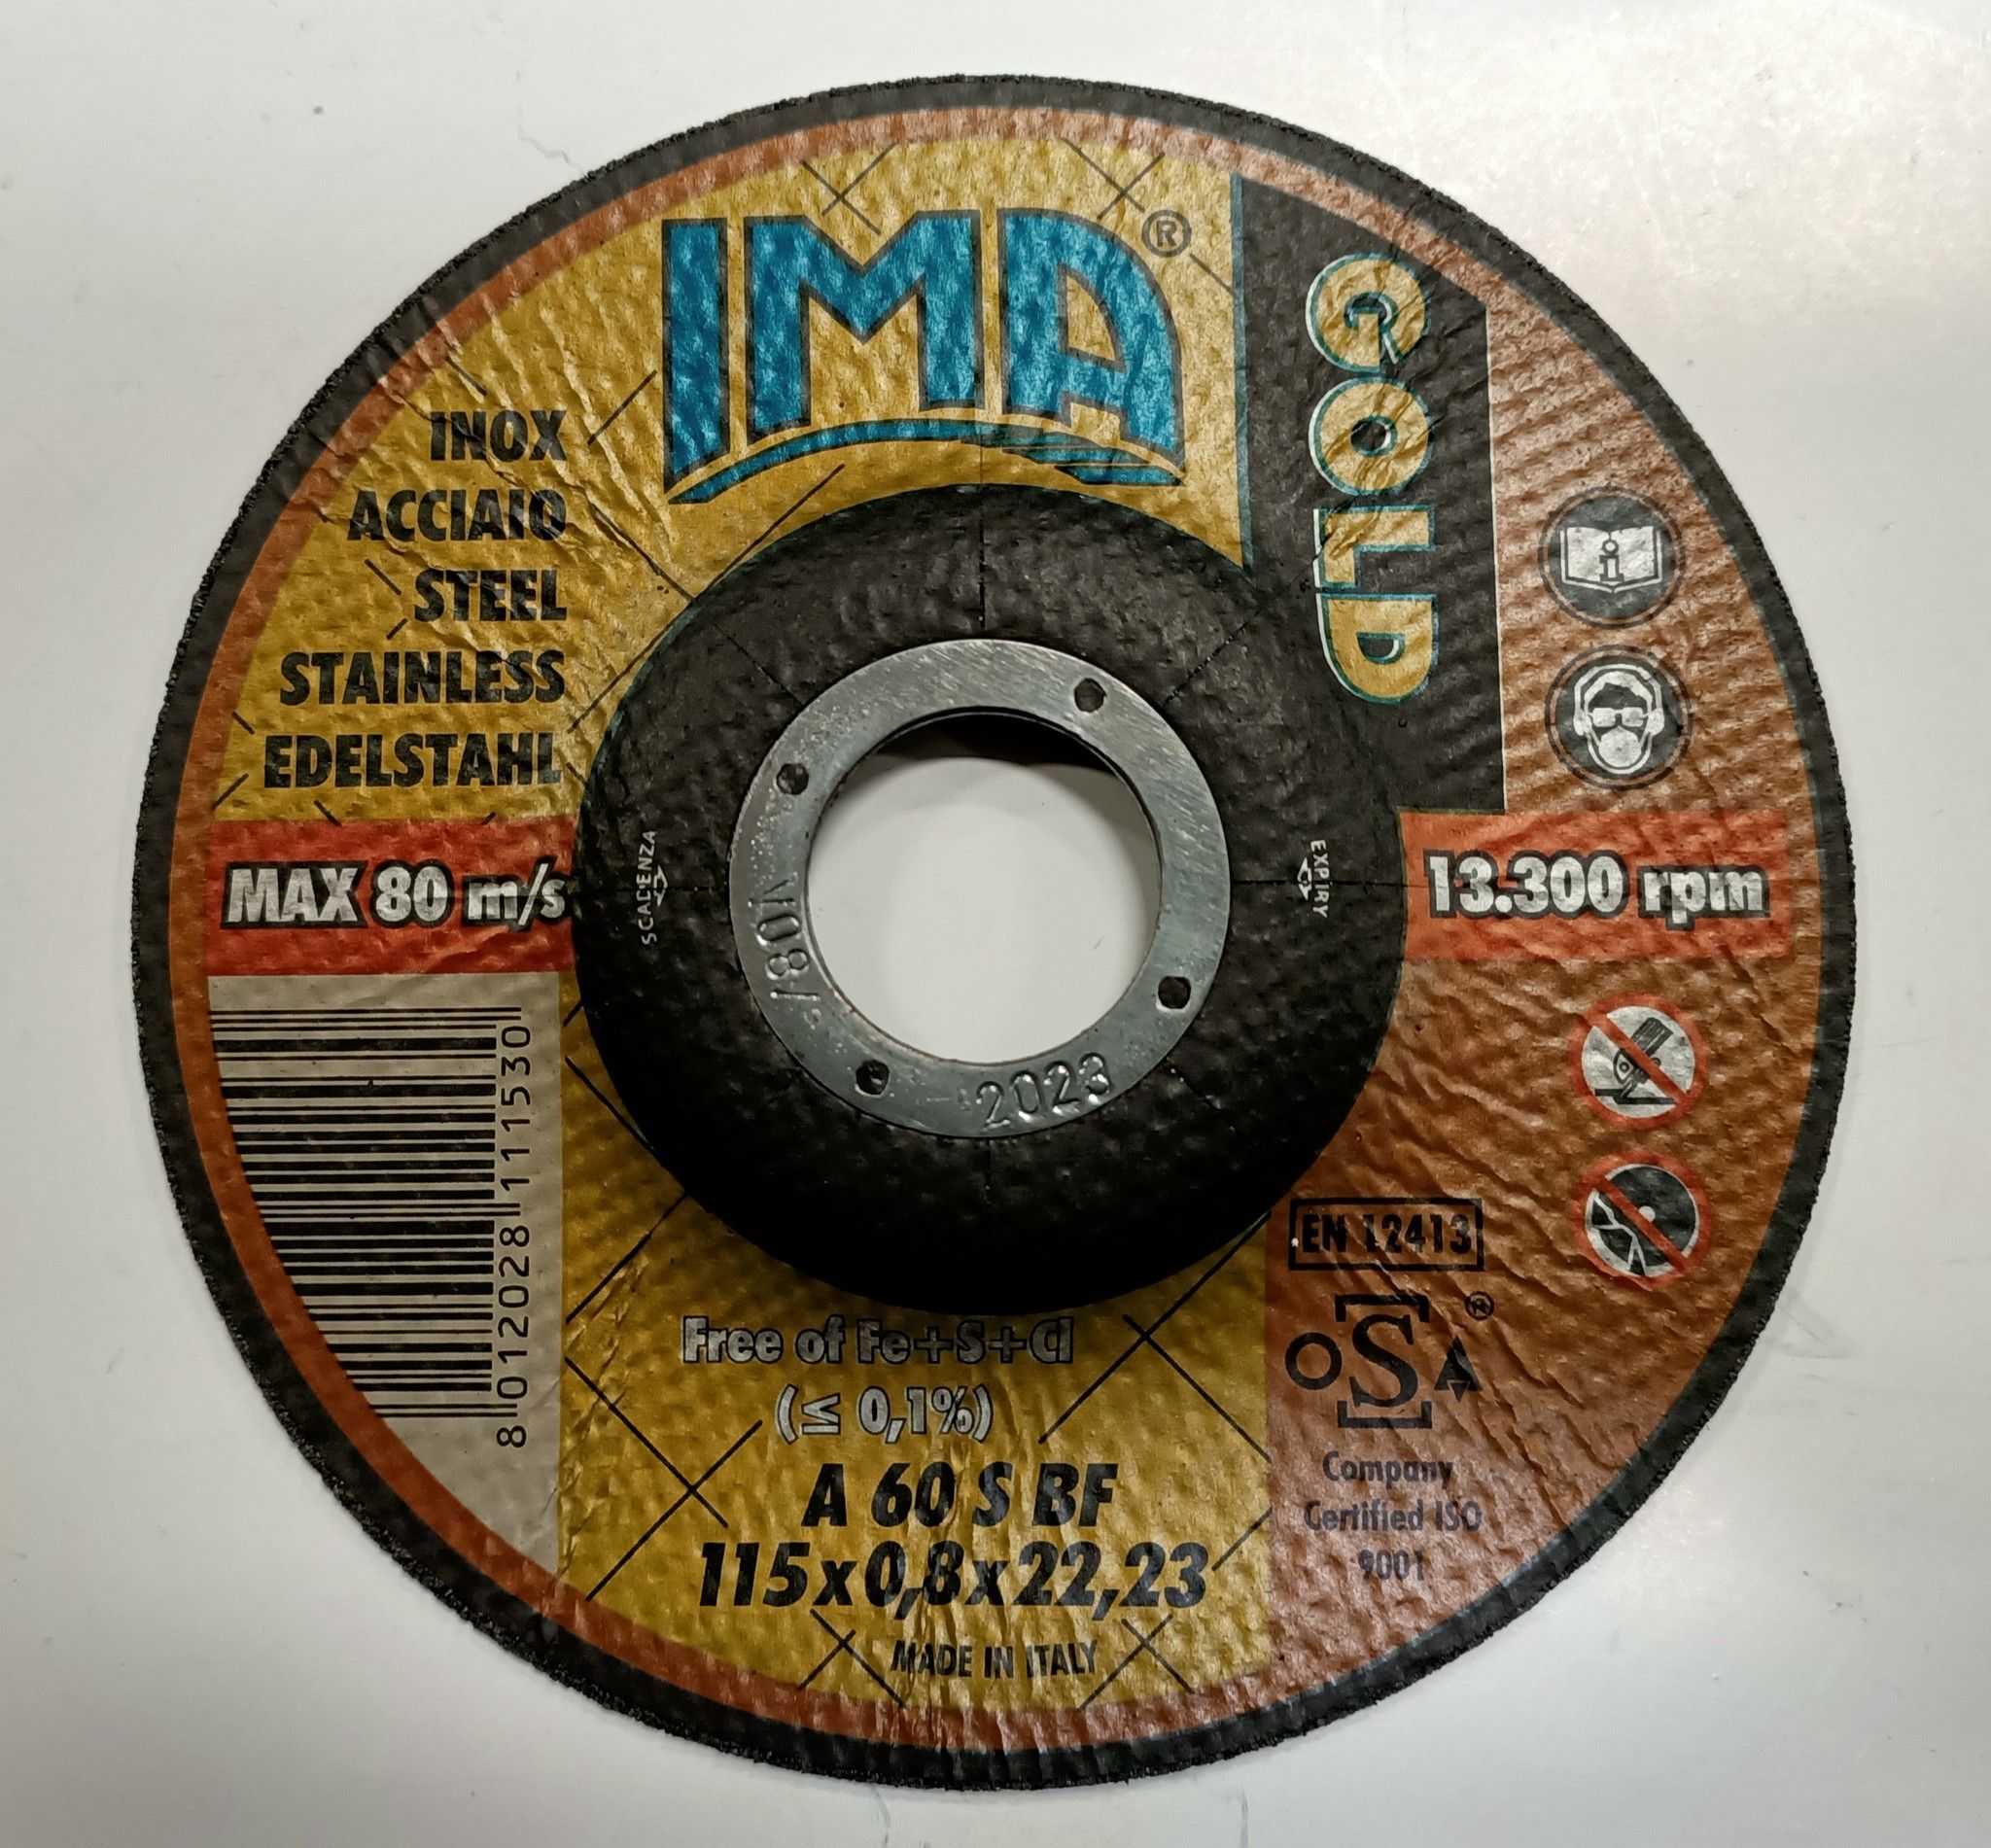 IMA®
GOLD
INOX
ACCIAIO
STEEL
STAINLESS
EDELSTAHL
MAX 80 m/s
13.300 rpm
SCADENZA
EXPIRY
V08/
2023
8 012028 111530
EN 12413
oSA®
Company
Certified ISO
9001
Free of Fe+S+Cl
(≤ 0,1%)
A 60 S BF
115x0,8x22,23
MADE IN ITALY